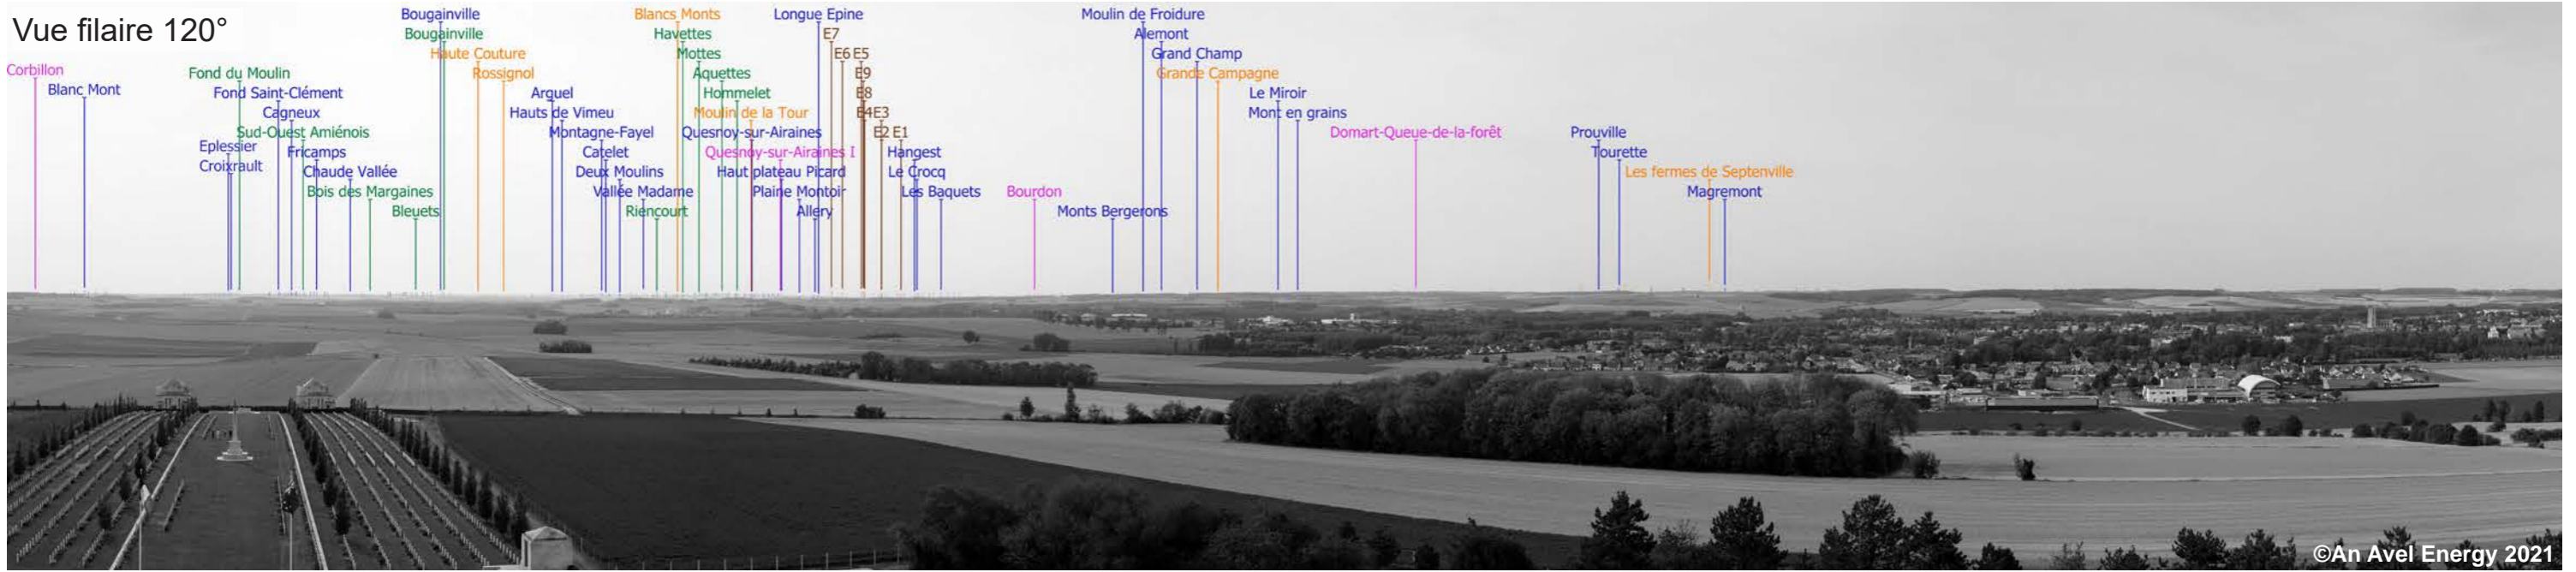 Vue filaire 120°
Corbillon
Blanc Mont
Fond du Moulin
Fond Saint-Clément
Cagneux
Sud-Ouest Amiénois
Eplessier
Fricamps
Croixrault
Chaude Vallée
Bois des Margaines
Bleuets
Bougainville
Bougainville
Haute Couture
Rossignol
Arguel
Hauts de Vimeu
Montagne-Fayel
Catelet
Deux Moulins
Vallée Madame
Riencourt
Blancs Monts
Havettes
Mottes
Aquettes
Hommelet
Moulin de la Tour
Quesnoy-sur-Airaines
Quesnoy-sur-Airaines I
Haut plateau Picard
Plaine Montoir
Allery
Longue Epine
E7
E6 E5
E9
E8
E4 E3
E2 E1
Hangest
Le Crocq
Les Baquets
Bourdon
Monts Bergerons
Moulin de Froidure
Alemont
Grand Champ
Grande Campagne
Le Miroir
Mont en grains
Domart-Queue-de-la-forêt
Prouville
Tourette
Les fermes de Septenville
Magremont
©An Avel Energy 2021